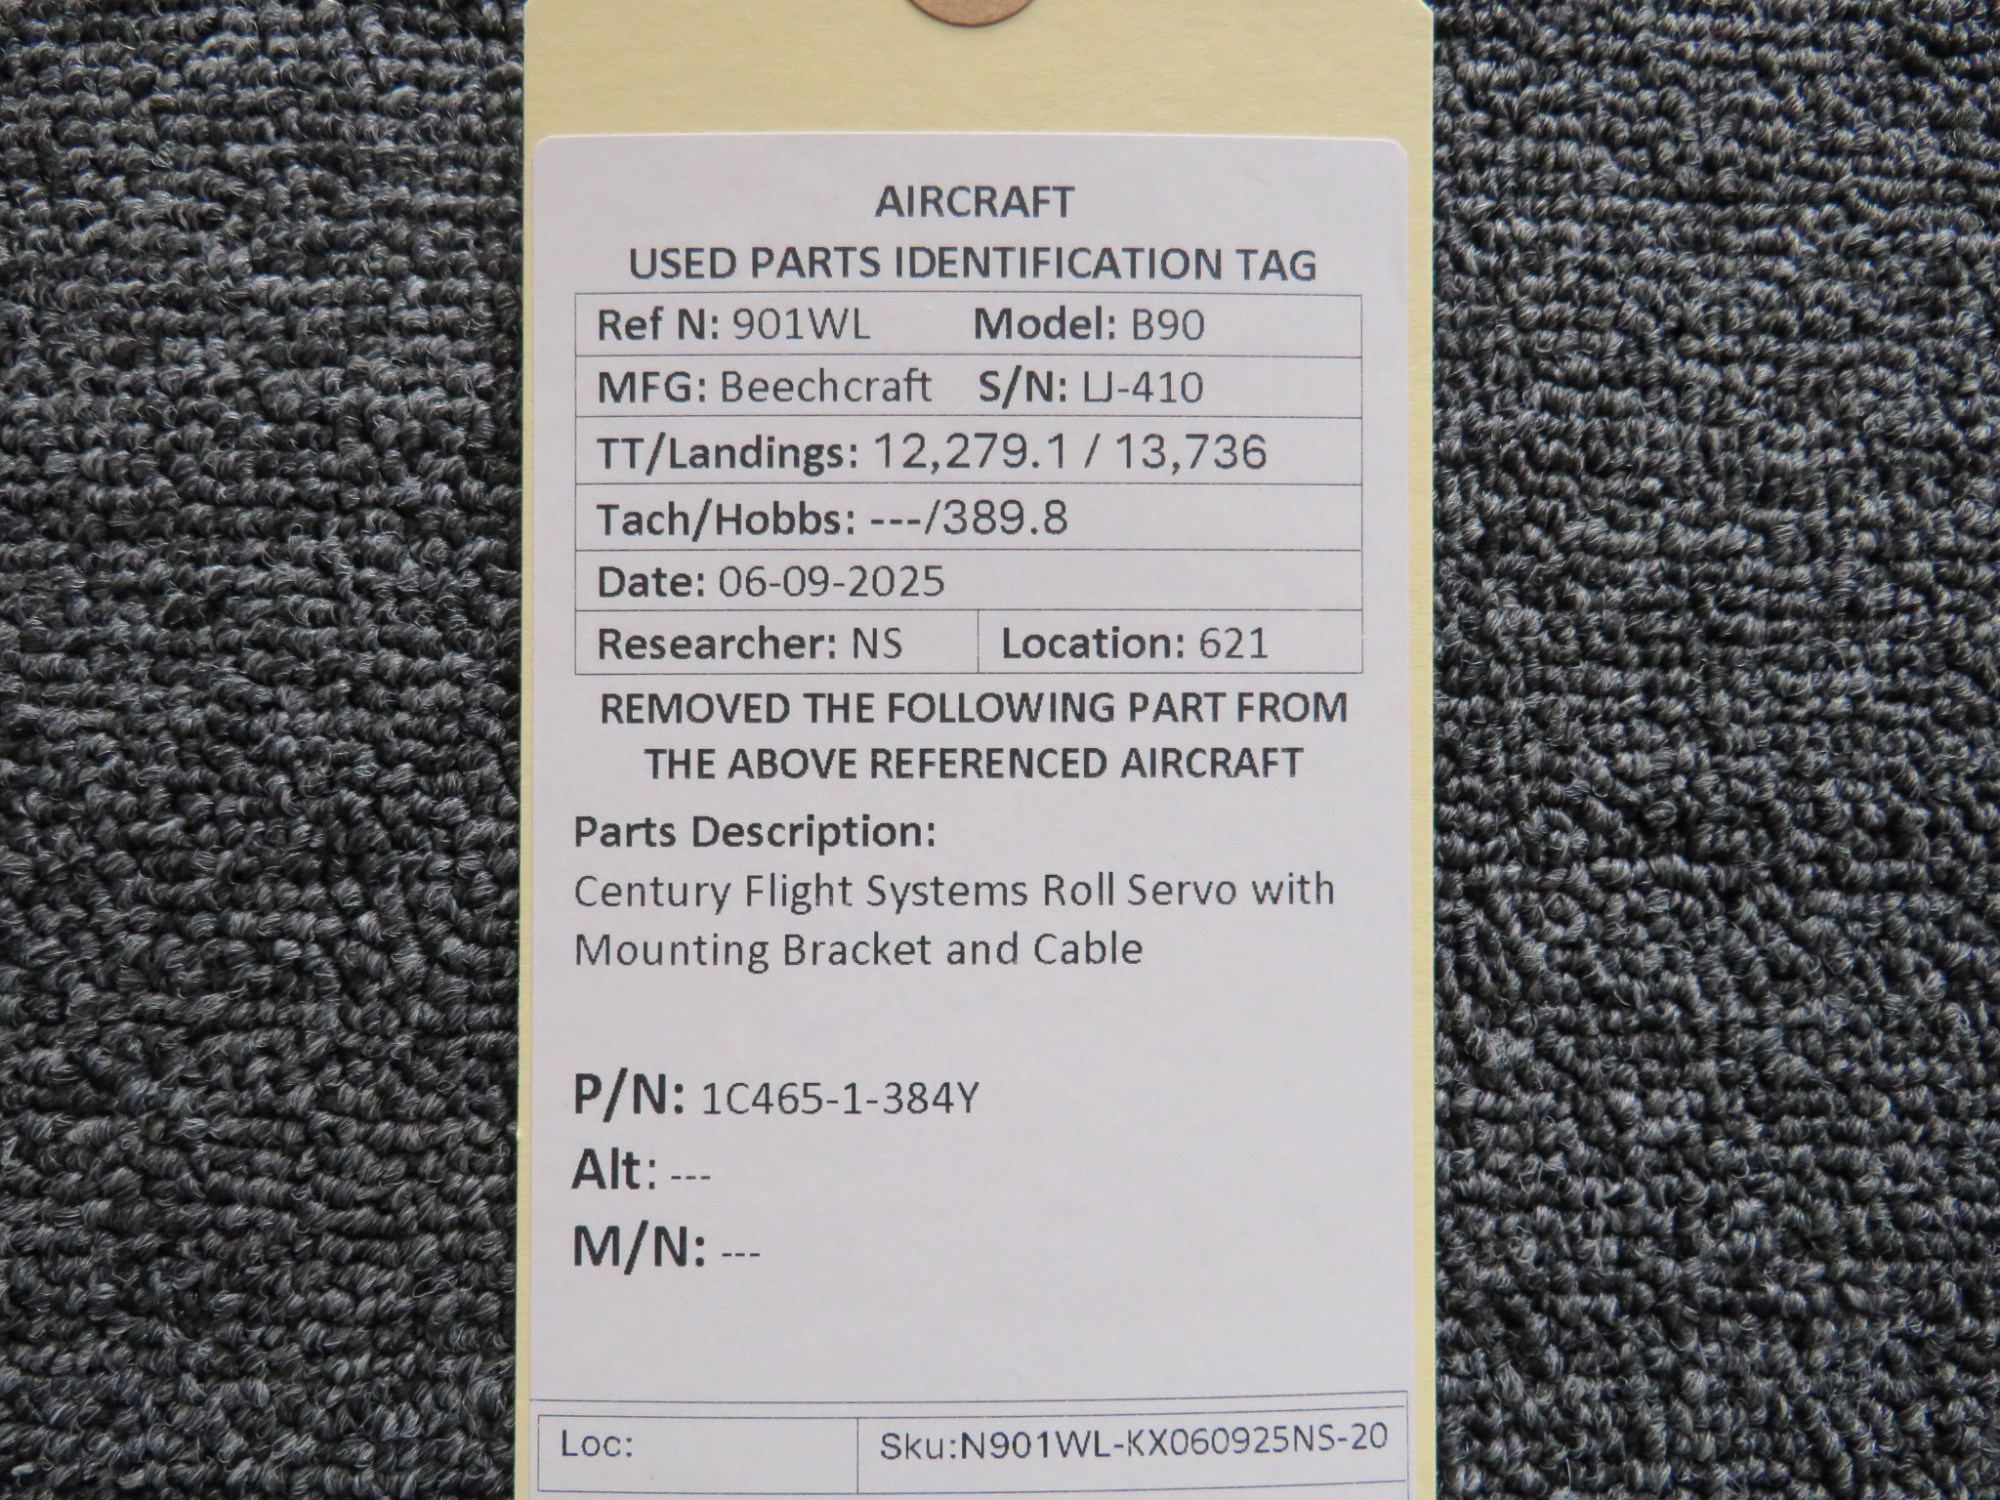 AIRCRAFT
USED PARTS IDENTIFICATION TAG
Ref N: 901WL Model: B90
MFG: Beechcraft S/N: LJ-410
TT/Landings: 12,279.1 / 13,736
Tach/Hobbs: ---/389.8
Date: 06-09-2025
Researcher: NS Location: 621
REMOVED THE FOLLOWING PART FROM
THE ABOVE REFERENCED AIRCRAFT
Parts Description:
Century Flight Systems Roll Servo with
Mounting Bracket and Cable
P/N: 1C465-1-384Y
Alt: ---
M/N: ---
Loc: Sku:N901WL-KX060925NS-20